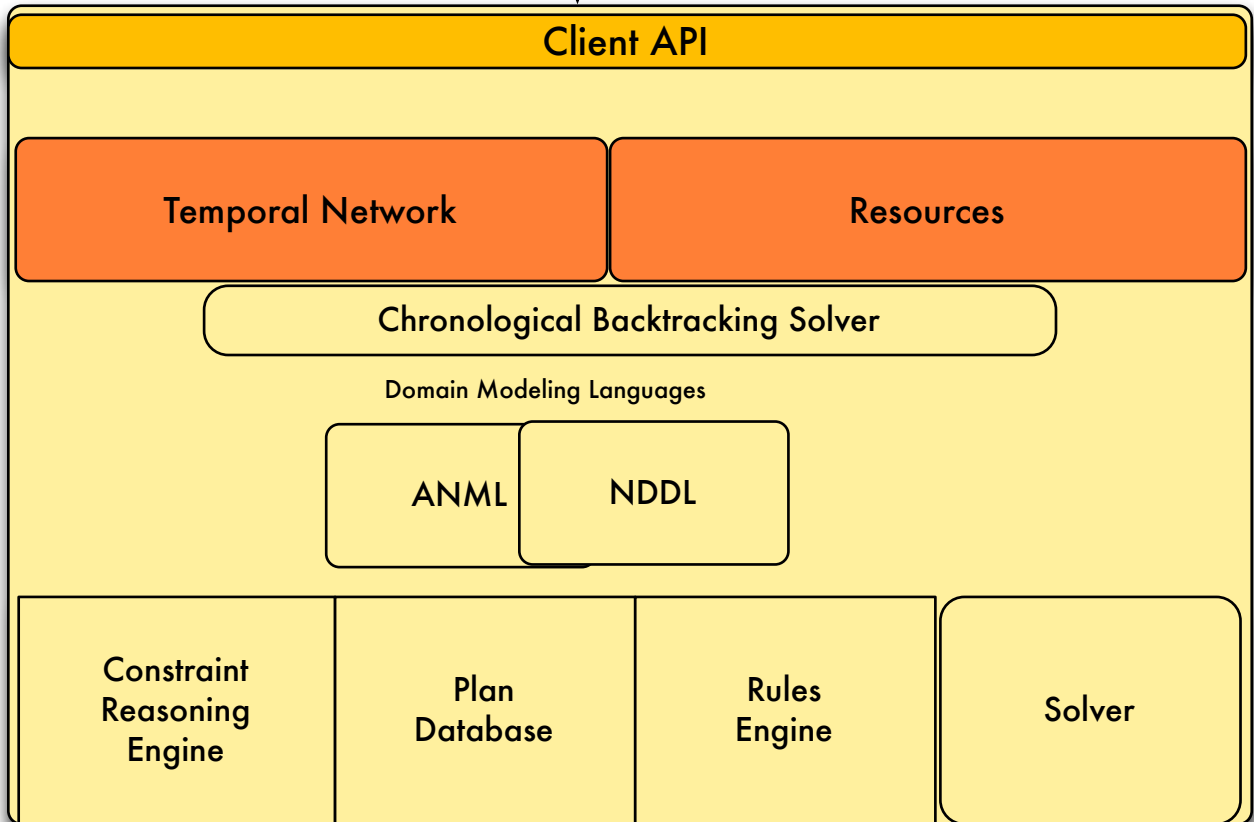 Client API
Temporal Network
Resources
Chronological Backtracking Solver
Domain Modeling Languages
ANML
NDDL
Constraint
Reasoning
Engine
Plan
Database
Rules
Engine
Solver